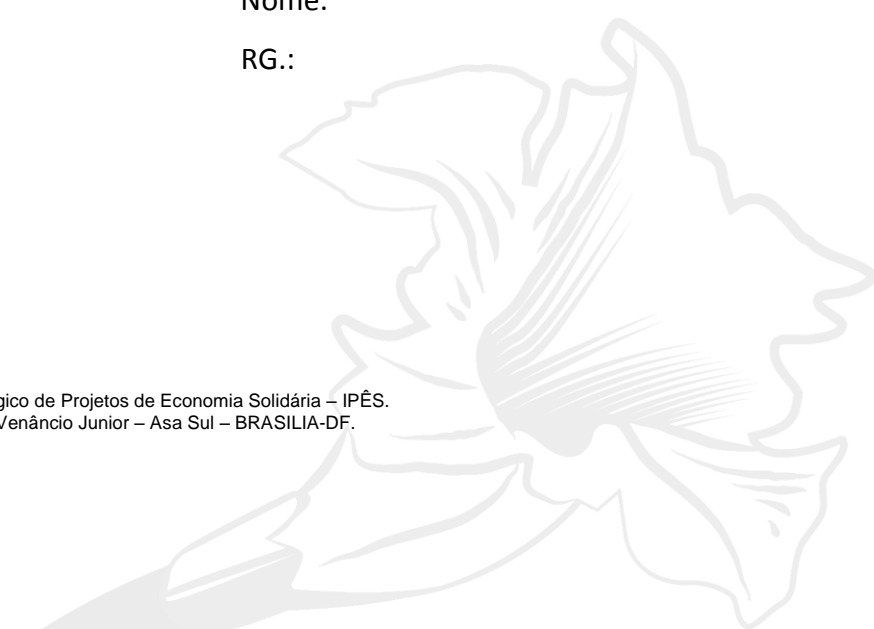 Nome:
RG.:
gico de Projetos de Economia Solidária – IPÊS.
Venâncio Junior – Asa Sul – BRASILIA-DF.